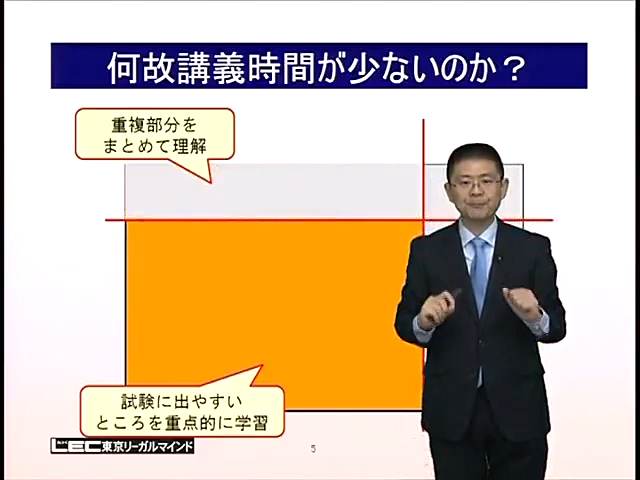 何故講義時間が少ないのか？
重複部分を
まとめて理解
試験に出やすい
ところを重点的に学習
LEC東京リーガルマインド
5